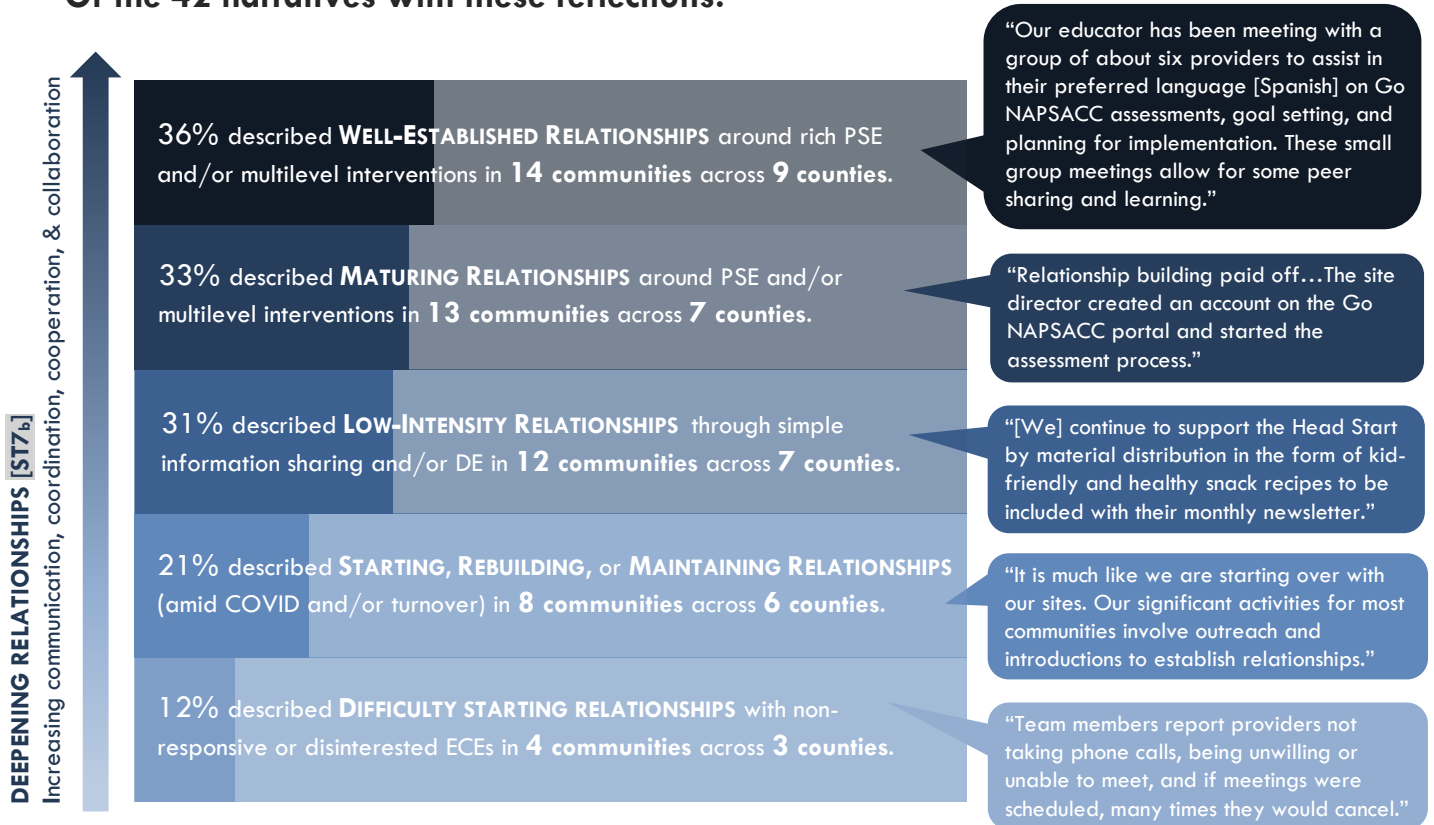 Of the 42 narratives with these reflections:
DEEPENING RELATIONSHIPS [ST7b]
Increasing communication, coordination, cooperation, & collaboration
36% described WELL-ESTABLISHED RELATIONSHIPS around rich PSE
and/or multilevel interventions in 14 communities across 9 counties.
“Our educator has been meeting with a
group of about six providers to assist in
their preferred language [Spanish] on Go
NAPSACC assessments, goal setting, and
planning for implementation. These small
group meetings allow for some peer
sharing and learning.”
33% described MATURING RELATIONSHIPS around PSE and/or
multilevel interventions in 13 communities across 7 counties.
“Relationship building paid off…The site
director created an account on the Go
NAPSACC portal and started the
assessment process.”
31% described LOW-INTENSITY RELATIONSHIPS through simple
information sharing and/or DE in 12 communities across 7 counties.
“[We] continue to support the Head Start
by material distribution in the form of kid-
friendly and healthy snack recipes to be
included with their monthly newsletter.”
21% described STARTING, REBUILDING, or MAINTAINING RELATIONSHIPS
(amid COVID and/or turnover) in 8 communities across 6 counties.
“It is much like we are starting over with
our sites. Our significant activities for most
communities involve outreach and
introductions to establish relationships.”
12% described DIFFICULTY STARTING RELATIONSHIPS with non-
responsive or disinterested ECEs in 4 communities across 3 counties.
“Team members report providers not
taking phone calls, being unwilling or
unable to meet, and if meetings were
scheduled, many times they would cancel.”